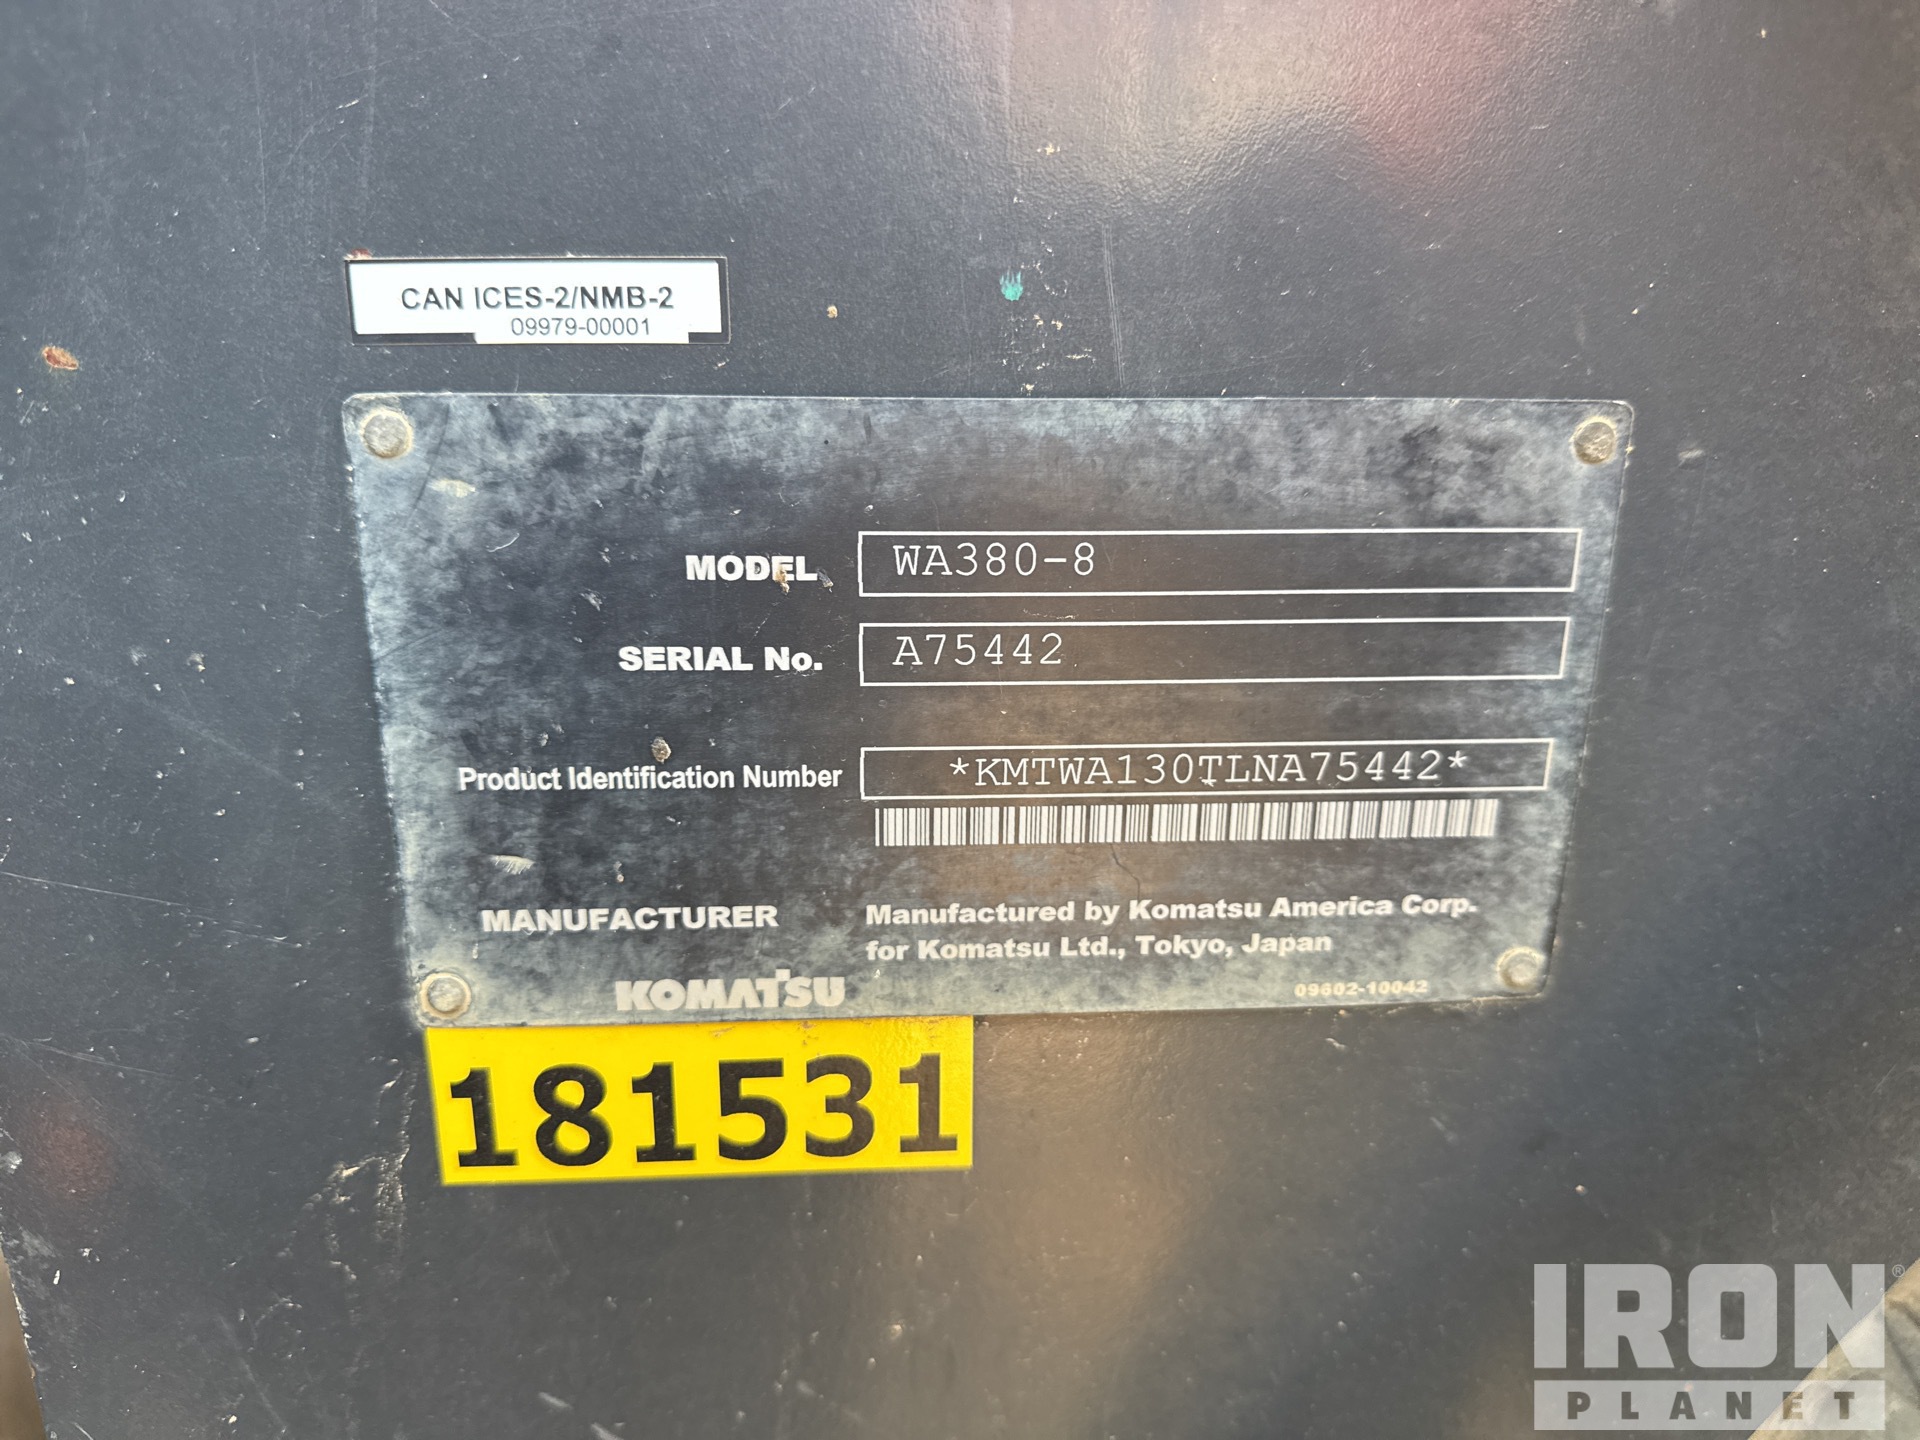 CAN ICES-2/NMB-2
09979-00001
MODEL WA380-8
SERIAL No. A75442
Product Identification Number *KMTWA130TLNA75442*
MANUFACTURER Manufactured by Komatsu America Corp.
for Komatsu Ltd., Tokyo, Japan
KOMATSU 09602-10042
181531
IRON®
PLANET